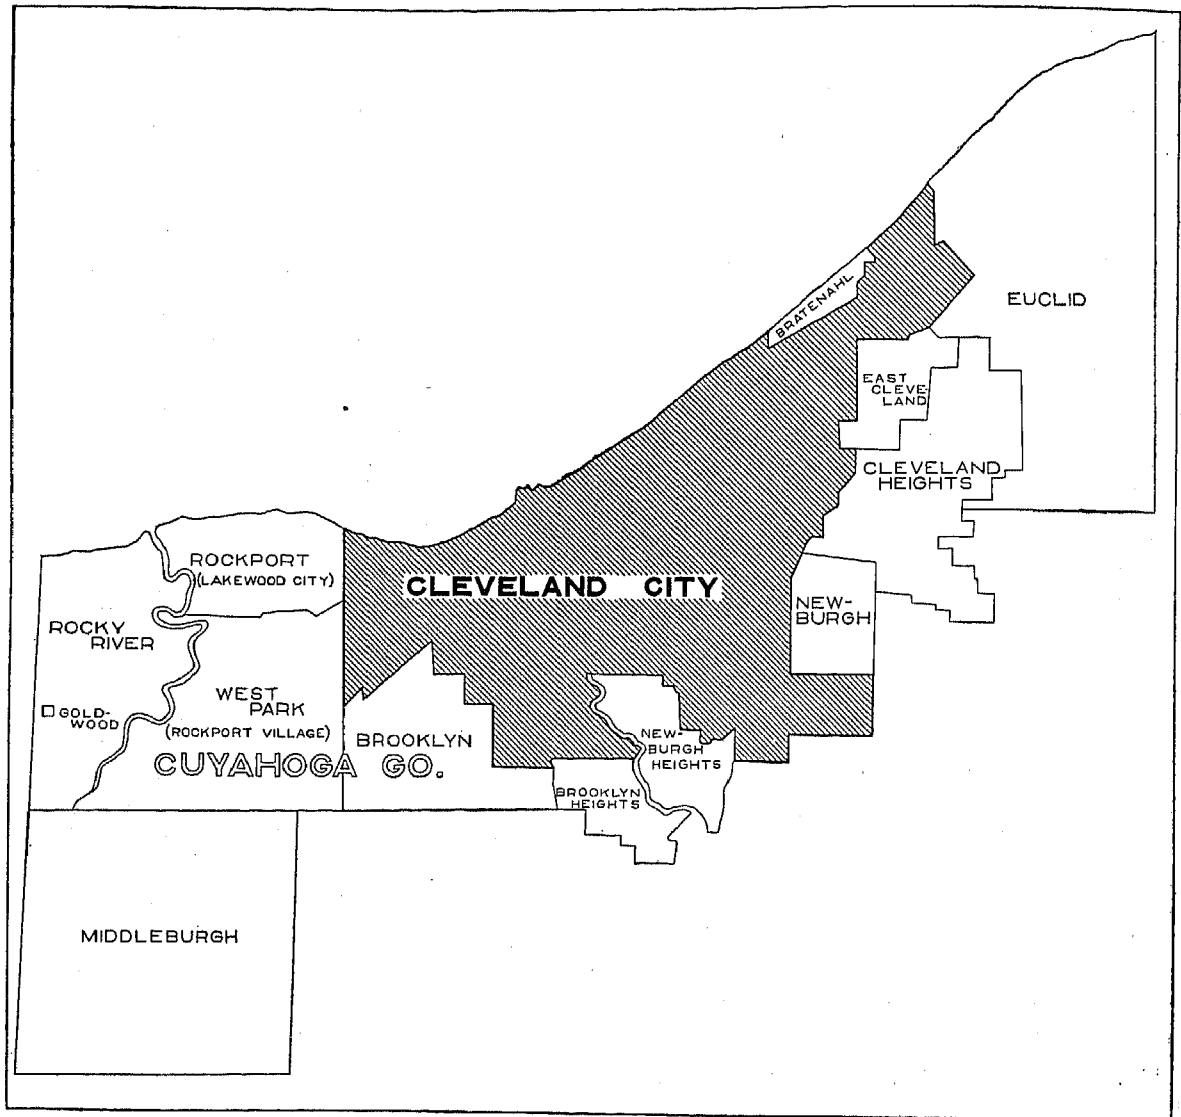 EUCLID
BRATENAHL
EAST
CLEVE-
LAND
CLEVELAND
HEIGHTS
ROCKPORT
(LAKEWOOD CITY)
CLEVELAND CITY
NEW-
BURGH
ROCKY
RIVER
WEST
PARK
(ROCKPORT VILLAGE)
GOLD-
WOOD
BROOKLYN
NEW-
BURGH
HEIGHTS
CUYAHOGA GO.
BROOKLYN
HEIGHTS
MIDDLEBURGH